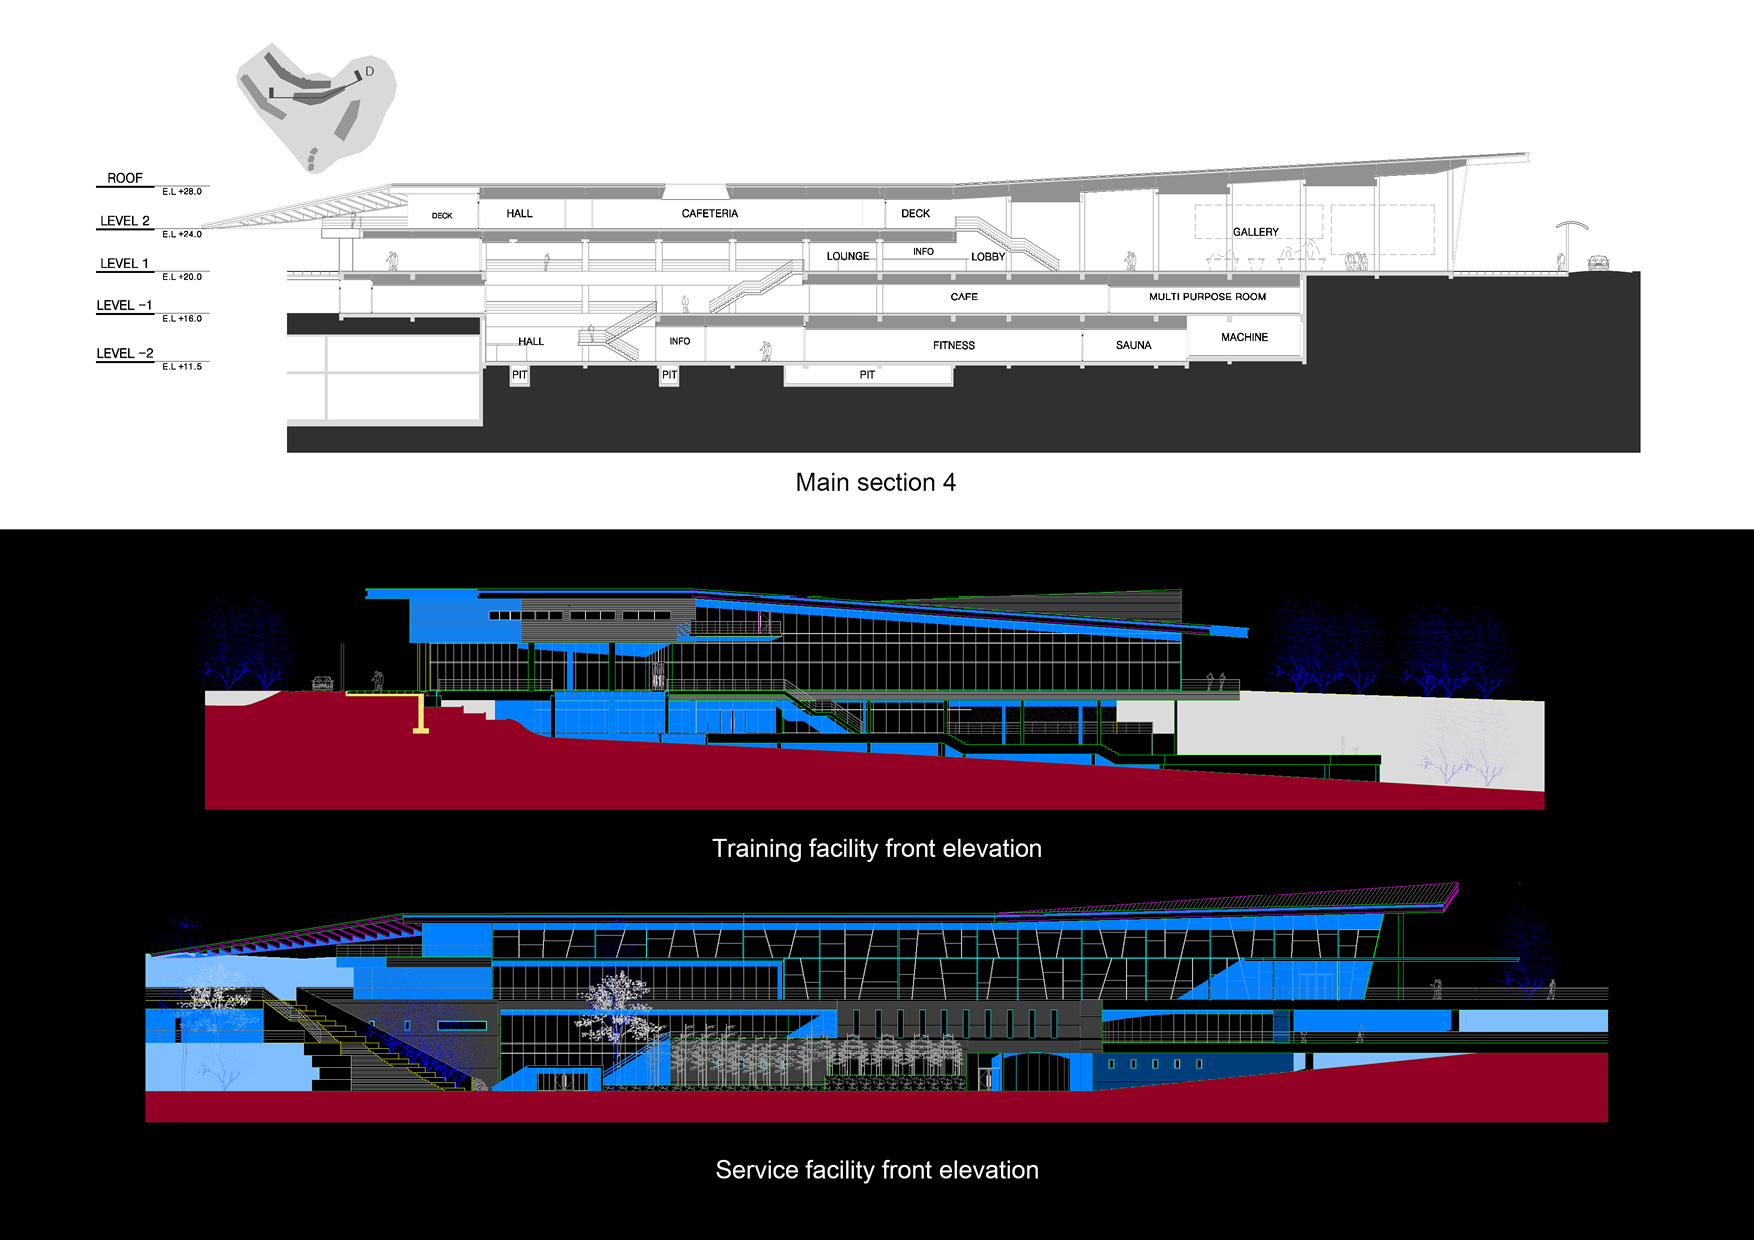 D
ROOF
E.L +28.0
LEVEL 2
E.L +24.0
LEVEL 1
E.L +20.0
LEVEL -1
E.L +16.0
LEVEL -2
E.L +11.5
DECK
HALL
CAFETERIA
DECK
GALLERY
LOUNGE
INFO
LOBBY
CAFE
MULTI PURPOSE ROOM
HALL
INFO
FITNESS
SAUNA
MACHINE
PIT
PIT
PIT
Main section 4
Training facility front elevation
Service facility front elevation